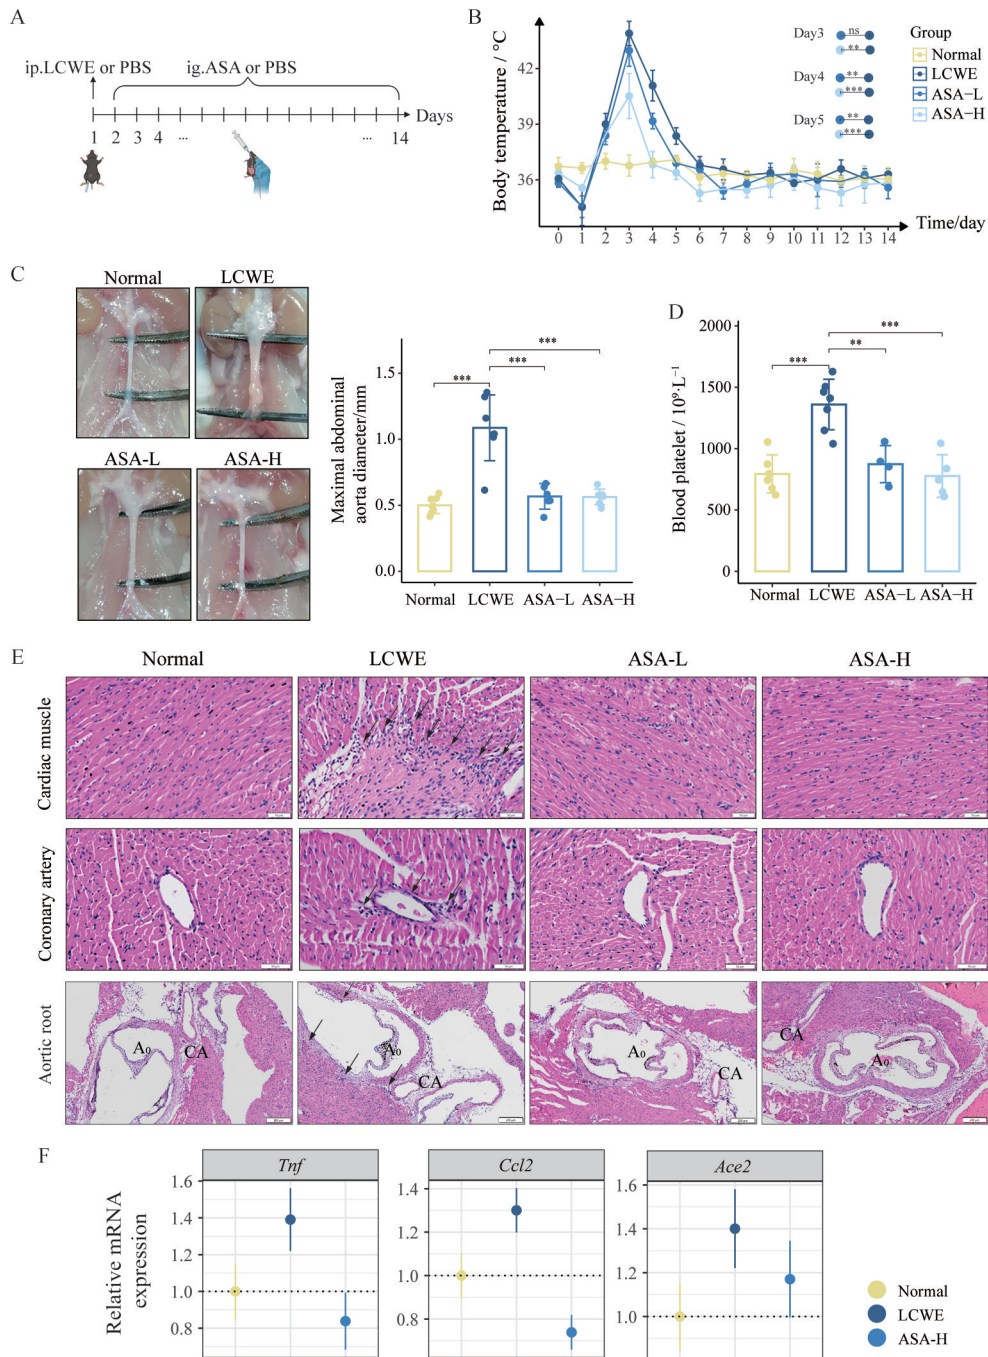 A
ip.LCWE or PBS
ig.ASA or PBS
Days
1 2 3 4 ... ... 14
B
Body temperature / °C
42
39
36
0 1 2 3 4 5 6 7 8 9 10 11 12 13 14
Time/day
Day3 ns
**
Day4 **
***
Day5 **
***
Group
Normal
LCWE
ASA−L
ASA−H
C
Normal LCWE
ASA-L ASA-H
Maximal abdominal
aorta diameter/mm
1.5
1.0
0.5
0.0
***
***
***
Normal LCWE ASA−L ASA−H
D
Blood platelet / 10⁹·L⁻¹
2000
1500
1000
500
0
***
**
***
Normal LCWE ASA−L ASA−H
E
Normal LCWE ASA-L ASA-H
Cardiac muscle
Coronary artery
Aortic root
A₀ CA
A₀ CA
A₀ CA
CA A₀
F
Relative mRNA
expression
Tnf
1.6
1.4
1.2
1.0
0.8
Ccl2
1.4
1.2
1.0
0.8
Ace2
1.6
1.4
1.2
1.0
Normal
LCWE
ASA-H